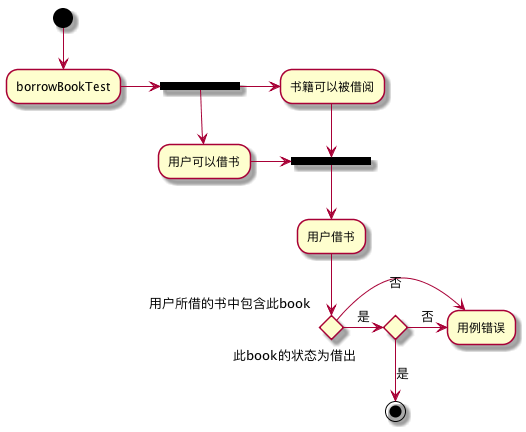 borrowBookTest
书籍可以被借阅
用户可以借书
用户借书
否
用户所借的书中包含此book
是
否
用例错误
此book的状态为借出
是